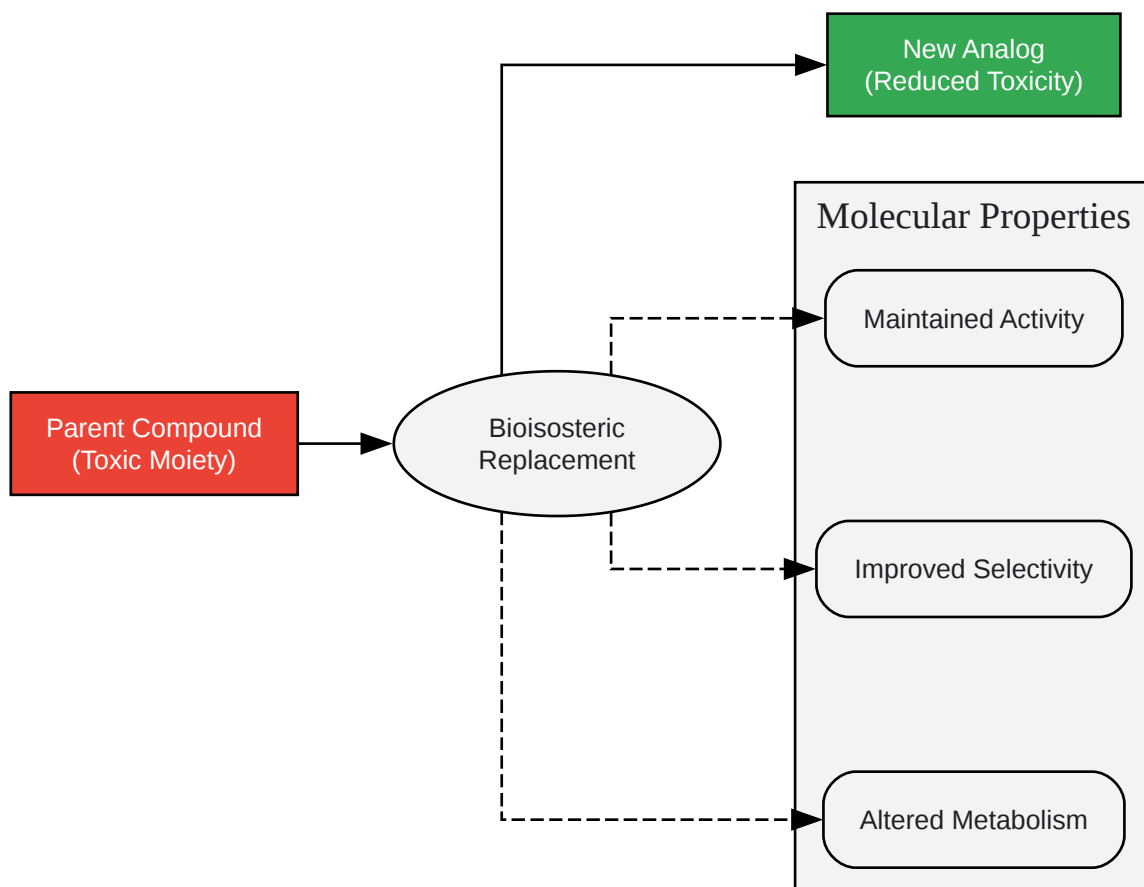 New Analog
(Reduced Toxicity)
Molecular Properties
Maintained Activity
Parent Compound
(Toxic Moiety)
Bioisosteric
Replacement
Improved Selectivity
Altered Metabolism